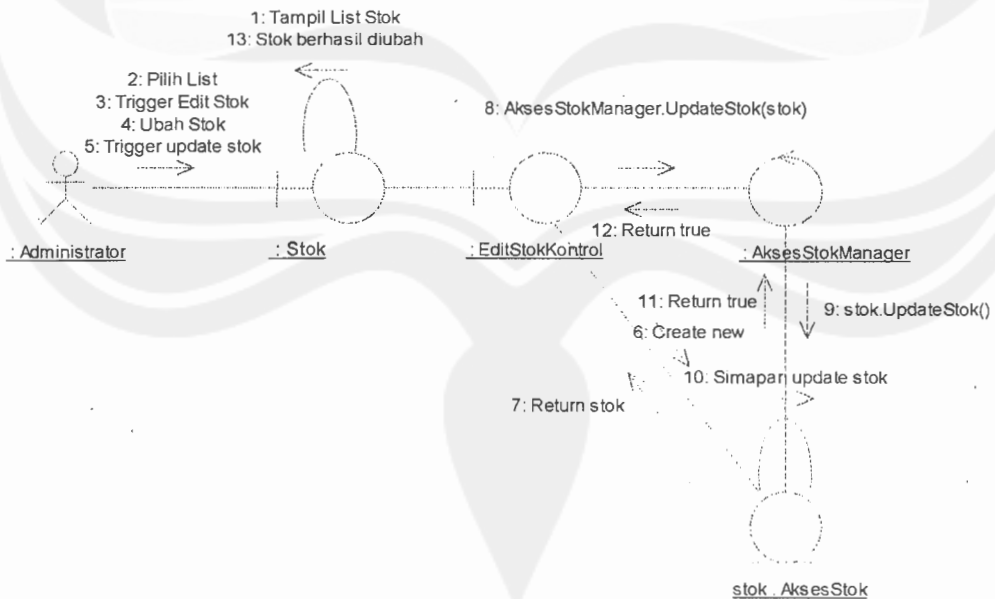 1: Tampil List Stok
13: Stok berhasil diubah
2: Pilih List
3: Trigger Edit Stok
4: Ubah Stok
5: Trigger update stok
8: AksesStokManager.UpdateStok(stok)
12: Return true
: Administrator
: Stok
: EditStokKontrol
: AksesStokManager
11: Return true
9: stok.UpdateStok()
6: Create new
10: Simapan update stok
7: Return stok
stok : AksesStok